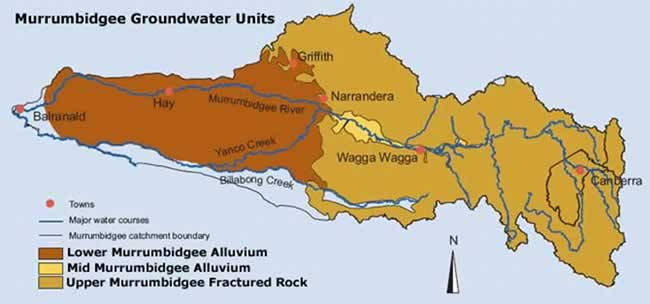 Murrumbidgee Groundwater Units
Griffith
Hay
Murrumbidgee River
Narrandera
Balranald
Yanco Creek
Wagga Wagga
Billabong Creek
Canberra
Towns
Major water courses
Murrumbidgee catchment boundary
N
Lower Murrumbidgee Alluvium
Mid Murrumbidgee Alluvium
Upper Murrumbidgee Fractured Rock